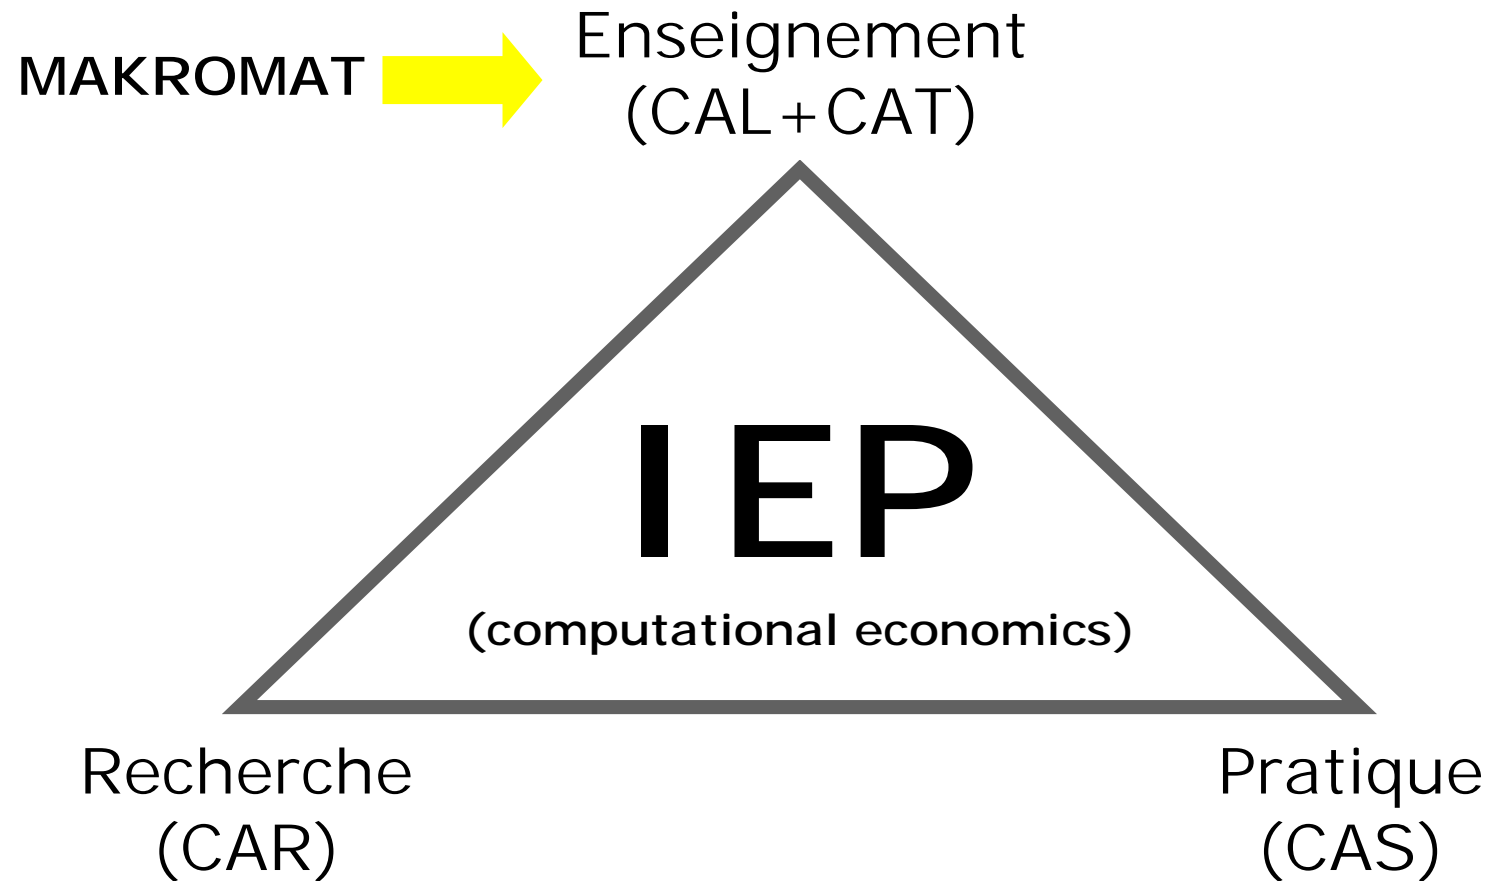 MAKROMAT
Enseignement
(CAL+CAT)
IEP
(computational economics)
Recherche
(CAR)
Pratique
(CAS)